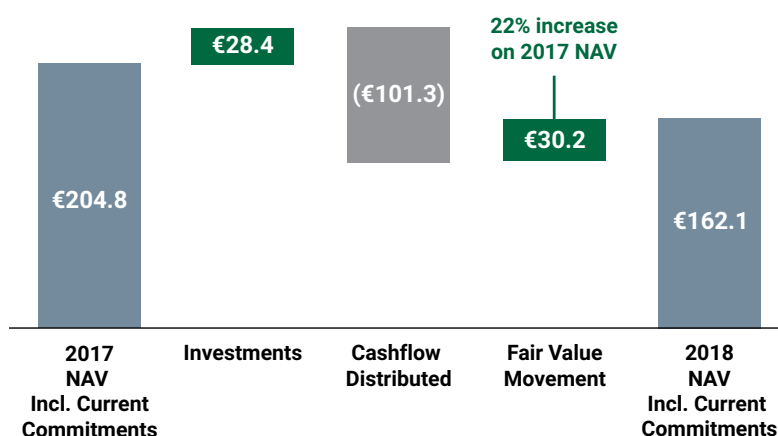 22% increase
on 2017 NAV
€28.4
(€101.3)
€30.2
€204.8
€162.1
2017
NAV
Incl. Current
Commitments
Investments
Cashflow
Distributed
Fair Value
Movement
2018
NAV
Incl. Current
Commitments